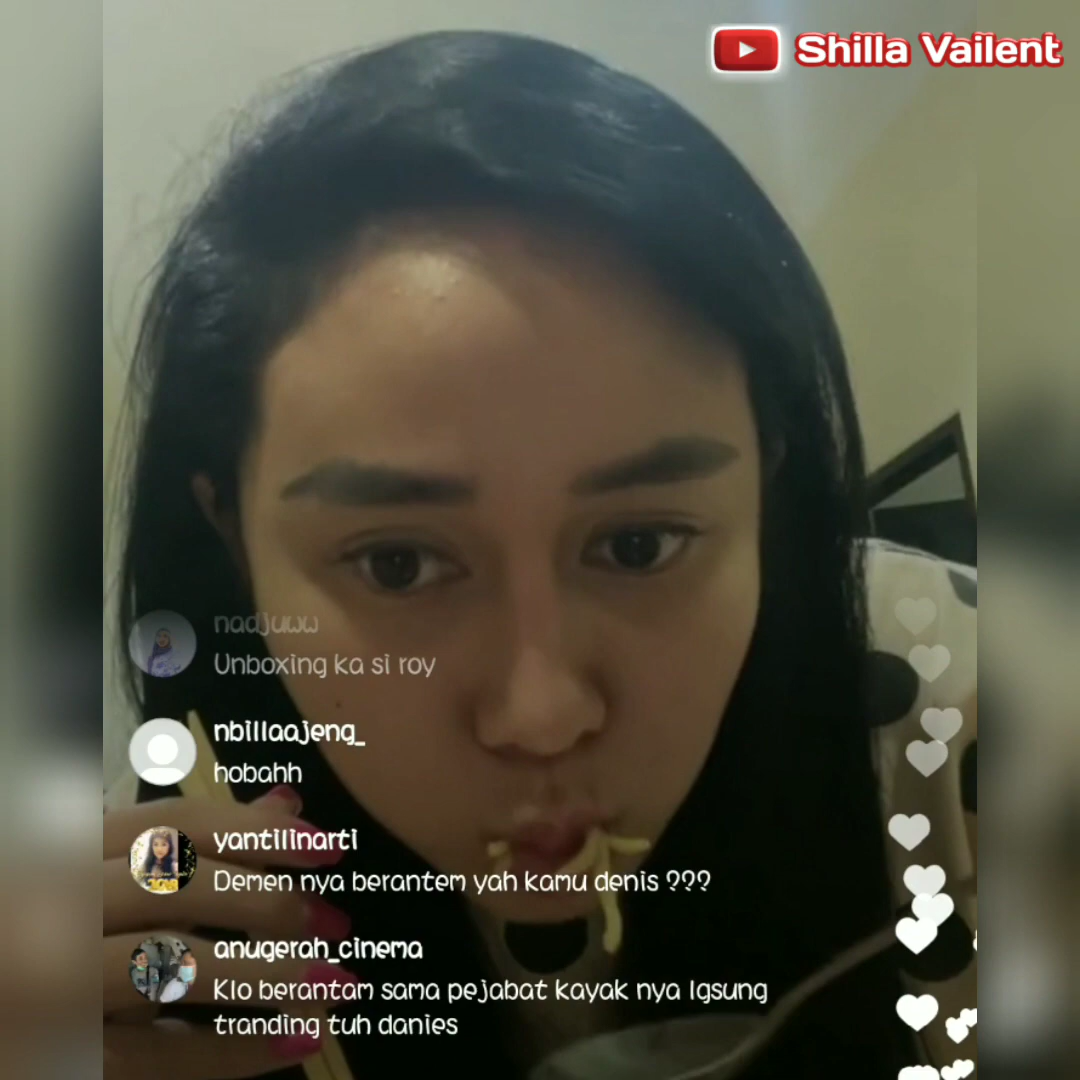 Shilla Vailent
nadjuww
Unboxing ka si roy
nbillaajeng_
hobahh
yantilinarti
Demen nya berantem yah kamu denis ???
anugerah_cinema
Klo berantam sama pejabat kayak nya lgsung
tranding tuh danies